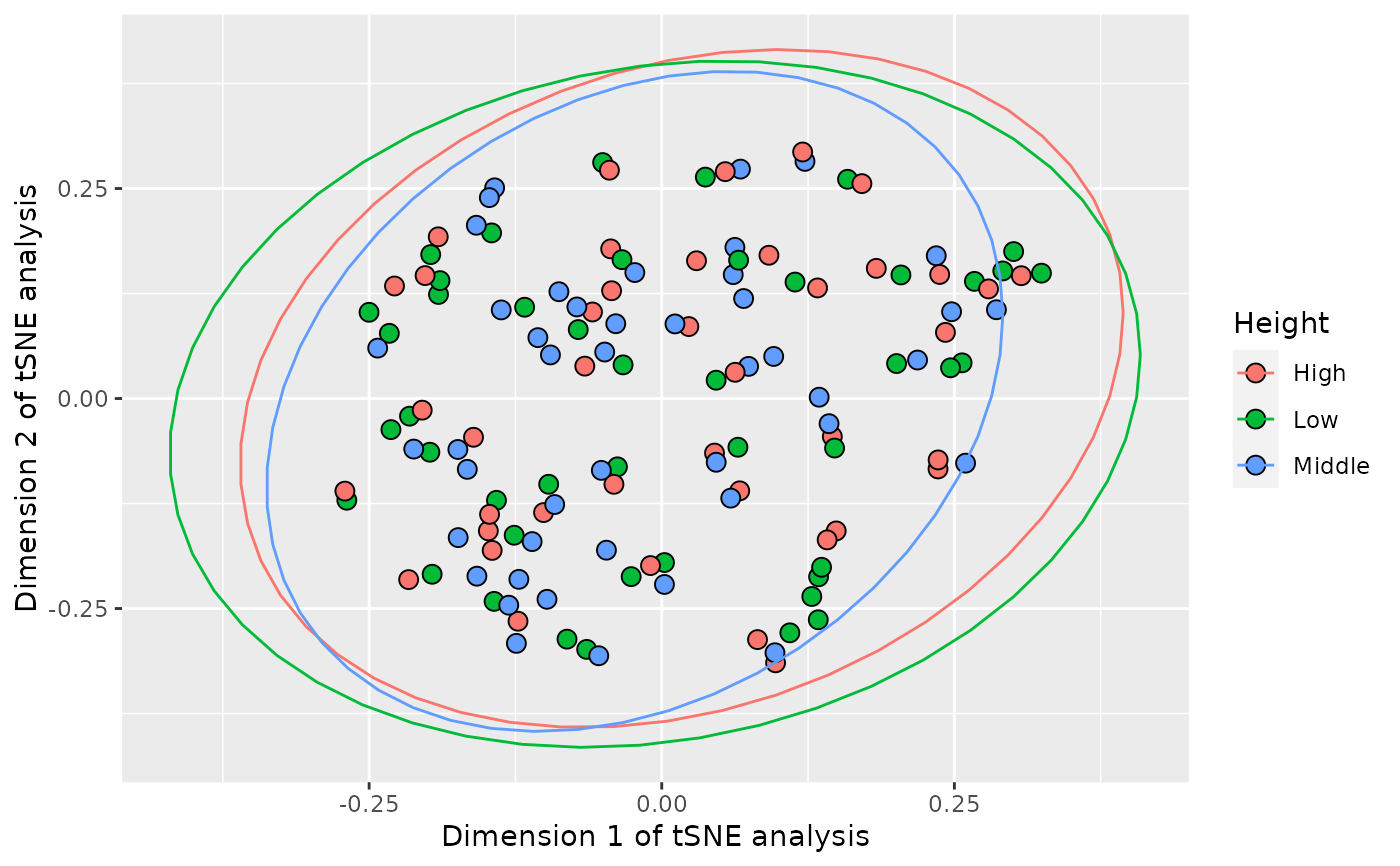 Dimension 2 of tSNE analysis
0.25
0.00
-0.25
-0.25
0.00
0.25
Dimension 1 of tSNE analysis
Height
High
Low
Middle